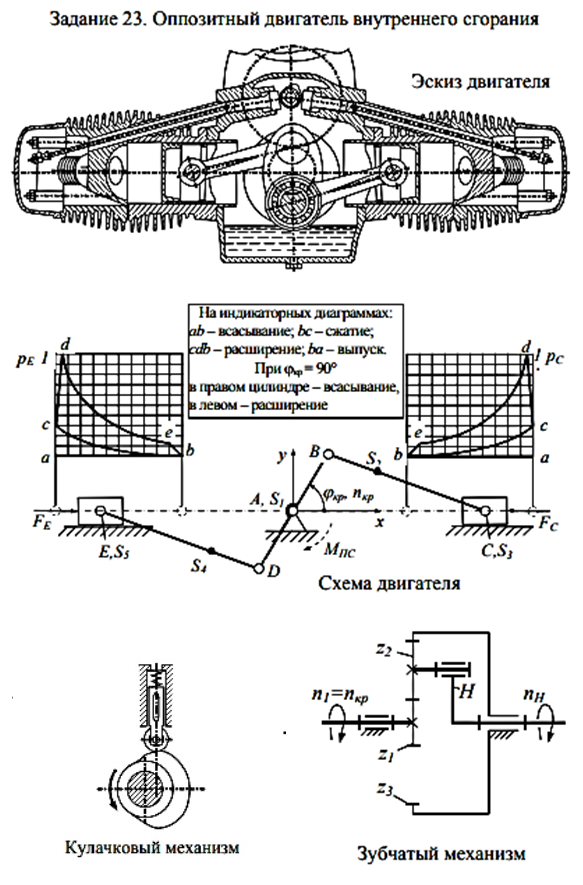 Задание 23. Оппозитный двигатель внутреннего сгорания
Эскиз двигателя
На индикаторных диаграммах:
ab – всасывание; bc – сжатие;
cdb – расширение; ba – выпуск.
При φкр = 90°
в правом цилиндре – всасывание,
в левом – расширение
pE 1 d
c
a
e
b
d 1 pC
c
a
e
b
y
B
S2
A, S1
φкр, nкр
x
FE
FC
E,S5
S4
D
MПС
C,S3
Схема двигателя
z2
n1=nкр
H
nH
z1
z3
Кулачковый механизм
Зубчатый механизм